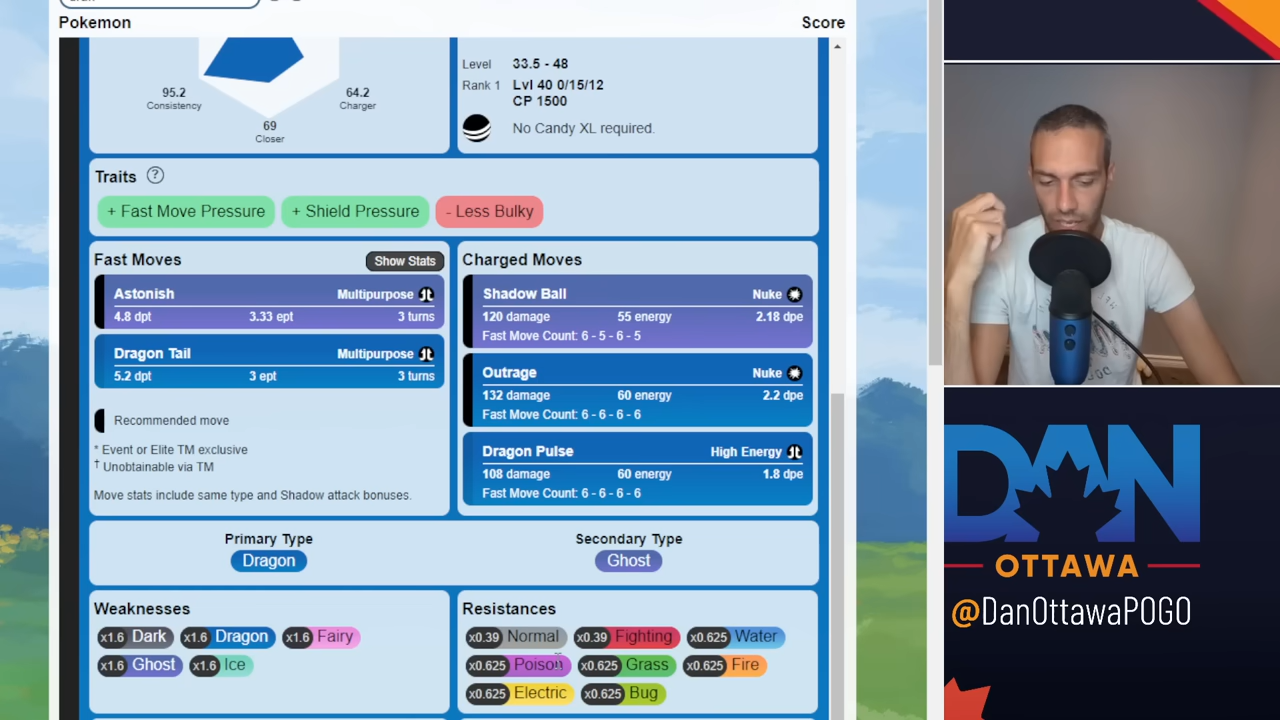 Pokemon
Score
95.2
Consistency
64.2
Charger
69
Closer
Level 33.5 - 48
Rank 1 Lvl 40 0/15/12
CP 1500
No Candy XL required.
Traits ?
+ Fast Move Pressure + Shield Pressure - Less Bulky
Fast Moves Show Stats
Astonish Multipurpose
4.8 dpt 3.33 ept 3 turns
Dragon Tail Multipurpose
5.2 dpt 3 ept 3 turns
Recommended move
* Event or Elite TM exclusive
† Unobtainable via TM
Move stats include same type and Shadow attack bonuses.
Charged Moves
Shadow Ball Nuke
120 damage 55 energy 2.18 dpe
Fast Move Count: 6 - 5 - 6 - 5
Outrage Nuke
132 damage 60 energy 2.2 dpe
Fast Move Count: 6 - 6 - 6 - 6
Dragon Pulse High Energy
108 damage 60 energy 1.8 dpe
Fast Move Count: 6 - 6 - 6 - 6
Primary Type
Dragon
Secondary Type
Ghost
Weaknesses
x1.6 Dark x1.6 Dragon x1.6 Fairy
x1.6 Ghost x1.6 Ice
Resistances
x0.39 Normal x0.39 Fighting x0.625 Water
x0.625 Poison x0.625 Grass x0.625 Fire
x0.625 Electric x0.625 Bug
DAN
OTTAWA
@DanOttawaPOGO